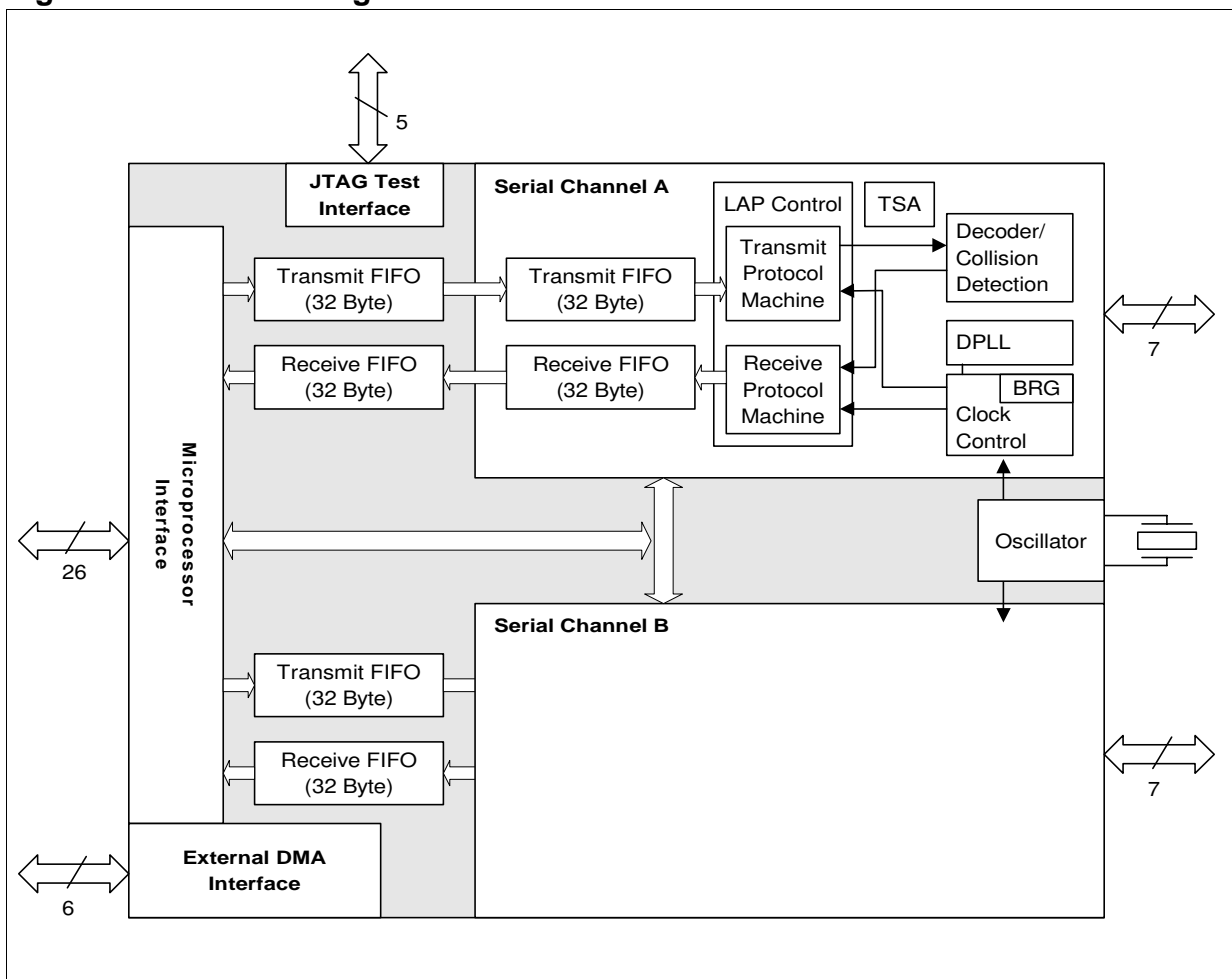 5
JTAG Test
Interface
Serial Channel A
LAP Control
TSA
Transmit FIFO
(32 Byte)
Transmit FIFO
(32 Byte)
Transmit
Protocol
Machine
Decoder/
Collision
Detection
7
Receive FIFO
(32 Byte)
Receive FIFO
(32 Byte)
Receive
Protocol
Machine
DPLL
BRG
Clock
Control
Microprocessor
Interface
26
Oscillator
Serial Channel B
Transmit FIFO
(32 Byte)
Receive FIFO
(32 Byte)
7
External DMA
Interface
6